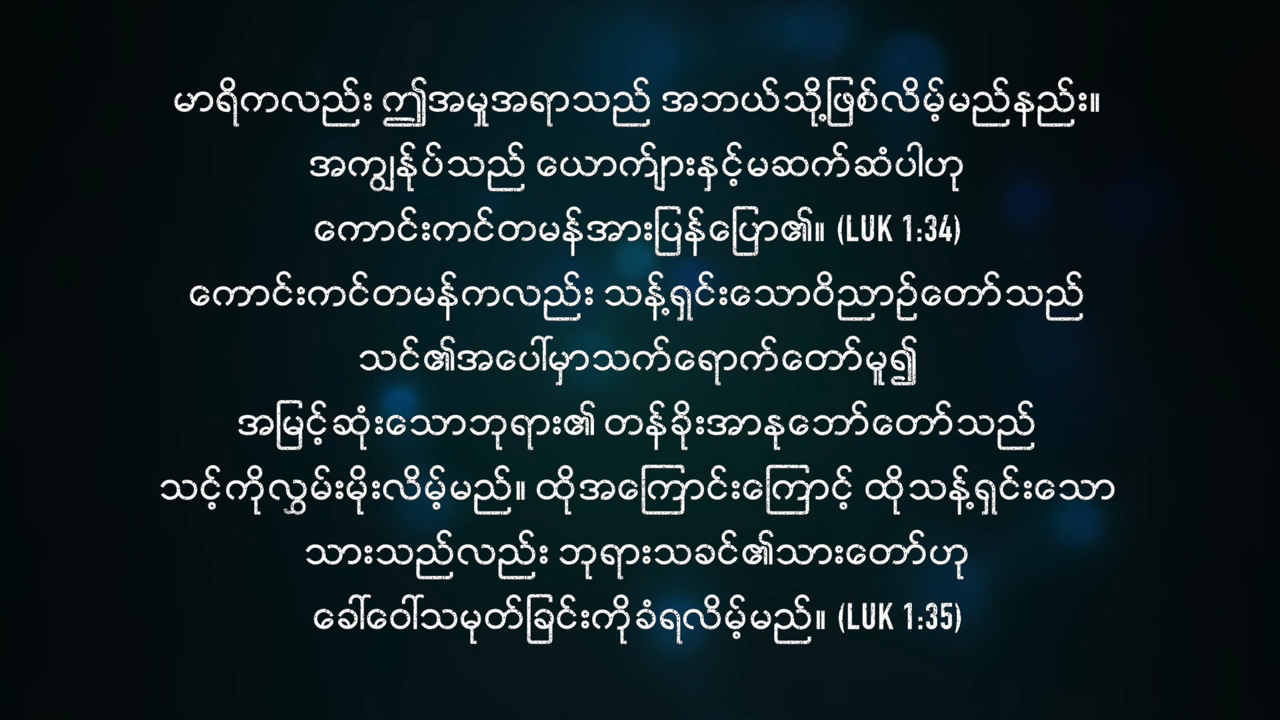 မာရိကလည်း ဤအမှုအရာသည် အဘယ်သို့ဖြစ်လိမ့်မည်နည်း။
အကျွန်ုပ်သည် ယောက်ျားနှင့်မဆက်ဆံပါဟု
ကောင်းကင်တမန်အားပြန်ပြော၏။ (LUK 1:34)
ကောင်းကင်တမန်ကလည်း သန့်ရှင်းသောဝိညာဉ်တော်သည်
သင်၏အပေါ်မှာသက်ရောက်တော်မူ၍
အမြင့်ဆုံးသောဘုရား၏ တန်ခိုးအာနုဘော်တော်သည်
သင့်ကိုလွှမ်းမိုးလိမ့်မည်။ ထိုအကြောင်းကြောင့် ထိုသန့်ရှင်းသော
သားသည်လည်း ဘုရားသခင်၏သားတော်ဟု
ခေါ်ဝေါ်သမုတ်ခြင်းကိုခံရလိမ့်မည်။ (LUK 1:35)